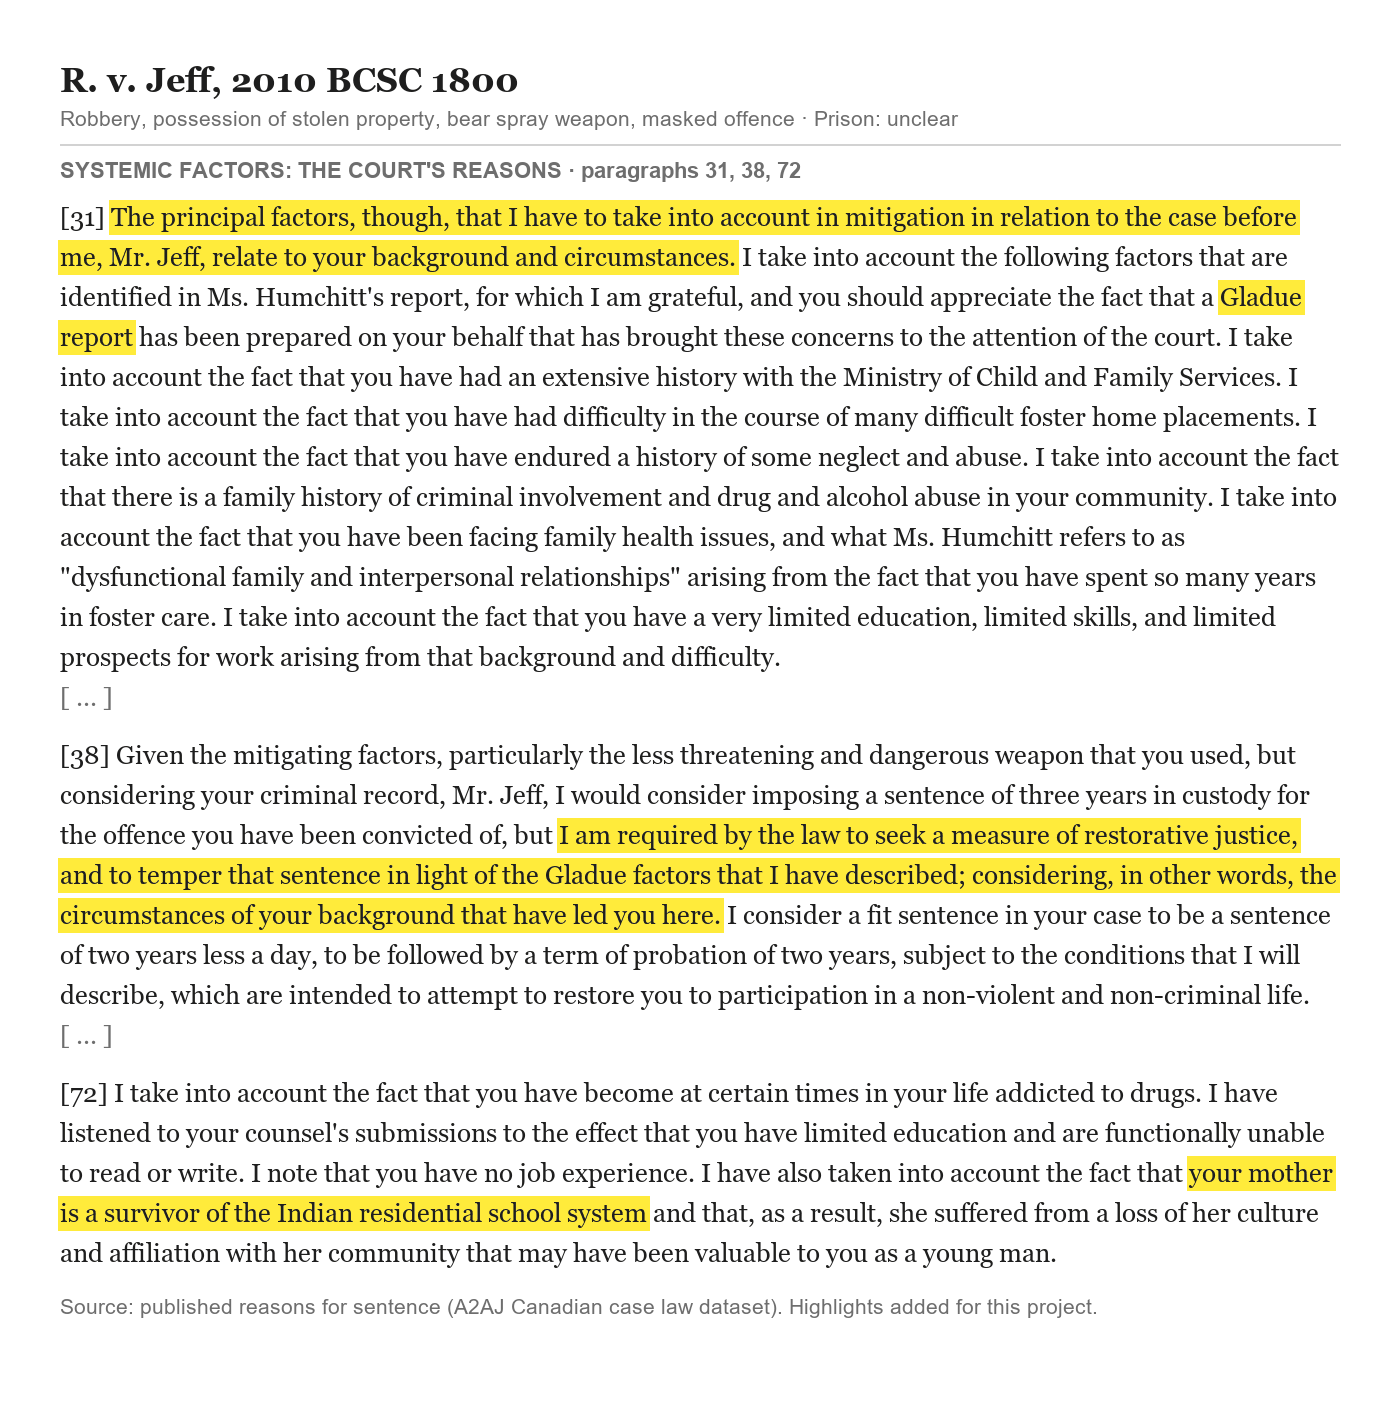 R. v. Jeff, 2010 BCSC 1800
Robbery, possession of stolen property, bear spray weapon, masked offence · Prison: unclear
SYSTEMIC FACTORS: THE COURT'S REASONS · paragraphs 31, 38, 72
[31] The principal factors, though, that I have to take into account in mitigation in relation to the case before
me, Mr. Jeff, relate to your background and circumstances. I take into account the following factors that are
identified in Ms. Humchitt's report, for which I am grateful, and you should appreciate the fact that a Gladue
report has been prepared on your behalf that has brought these concerns to the attention of the court. I take
into account the fact that you have had an extensive history with the Ministry of Child and Family Services. I
take into account the fact that you have had difficulty in the course of many difficult foster home placements. I
take into account the fact that you have endured a history of some neglect and abuse. I take into account the fact
that there is a family history of criminal involvement and drug and alcohol abuse in your community. I take into
account the fact that you have been facing family health issues, and what Ms. Humchitt refers to as
"dysfunctional family and interpersonal relationships" arising from the fact that you have spent so many years
in foster care. I take into account the fact that you have a very limited education, limited skills, and limited
prospects for work arising from that background and difficulty.
[ ... ]
[38] Given the mitigating factors, particularly the less threatening and dangerous weapon that you used, but
considering your criminal record, Mr. Jeff, I would consider imposing a sentence of three years in custody for
the offence you have been convicted of, but I am required by the law to seek a measure of restorative justice,
and to temper that sentence in light of the Gladue factors that I have described; considering, in other words, the
circumstances of your background that have led you here. I consider a fit sentence in your case to be a sentence
of two years less a day, to be followed by a term of probation of two years, subject to the conditions that I will
describe, which are intended to attempt to restore you to participation in a non-violent and non-criminal life.
[ ... ]
[72] I take into account the fact that you have become at certain times in your life addicted to drugs. I have
listened to your counsel's submissions to the effect that you have limited education and are functionally unable
to read or write. I note that you have no job experience. I have also taken into account the fact that your mother
is a survivor of the Indian residential school system and that, as a result, she suffered from a loss of her culture
and affiliation with her community that may have been valuable to you as a young man.
Source: published reasons for sentence (A2AJ Canadian case law dataset). Highlights added for this project.